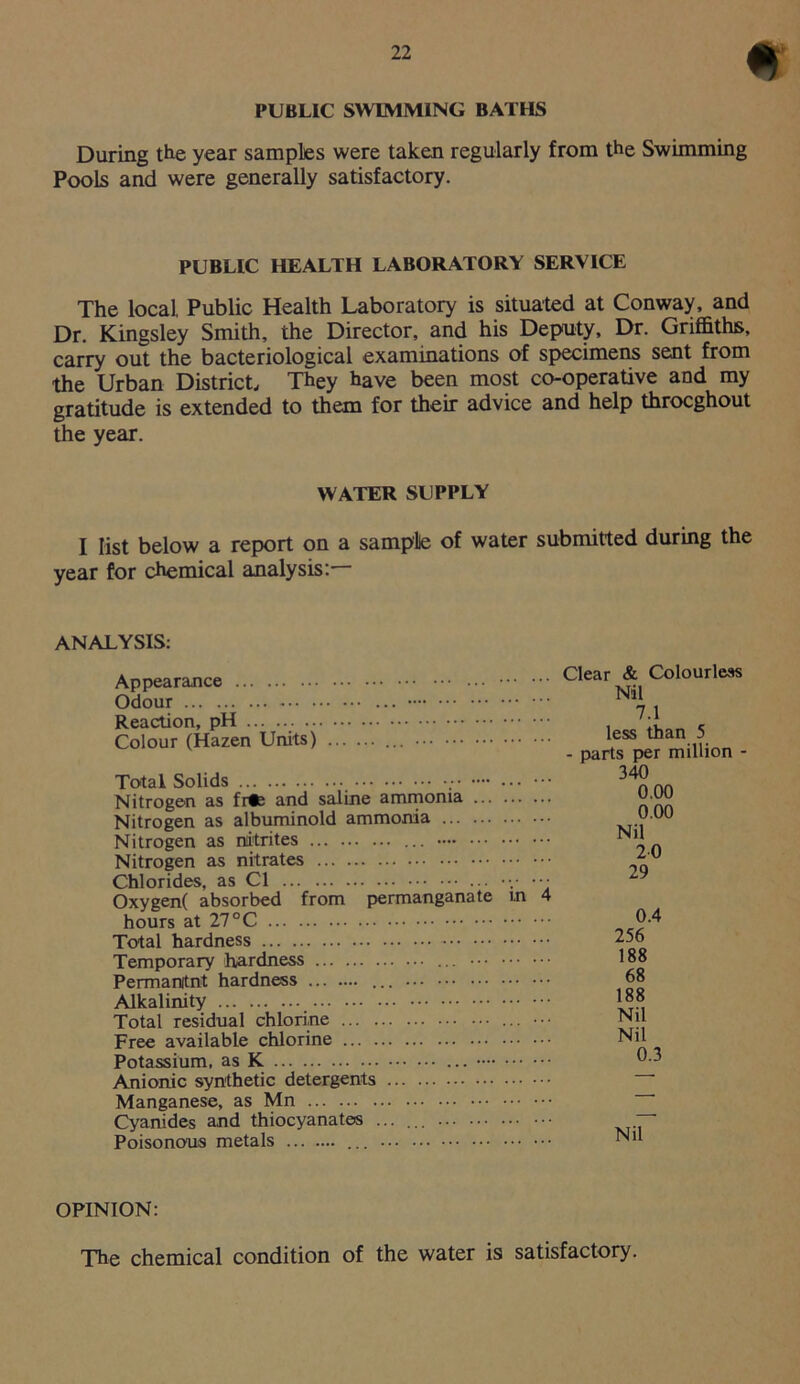 22
PUBLIC SWIMMING BATHS
During the year samples were taken regularly from the Swimming
Pools and were generally satisfactory.
PUBLIC HEALTH LABORATORY SERVICE
The local Public Health Laboratory is situated at Conway, and
Dr. Kingsley Smith, the Director, and his Deputy, Dr. Griffiths,
carry out the bacteriological examinations of specimens sent from
the Urban District, They have been most co-operative and my
gratitude is extended to them for their advice and help throcghout
the year.
WATER SUPPLY
I list below a report on a sample of water submitted during the
year for chemical analysis:—
ANALYSIS:
Appearance ... Clear & Colourless
Odour ... Nil
Reaction, pH ... 7.1
Colour (Hazen Units) ... less than 5
- parts per million -
Total Solids ... 340
Nitrogen as free and saline ammonia ... 0.00
Nitrogen as albuminold ammonia ... 0.00
Nitrogen as nitrites ... Nil
Nitrogen as nitrates ... 2.0
Chlorides, as Cl ... 29
Oxygen( absorbed from permanganate in 4
hours at 27°C ... 0.4
Total hardness ... 256
Temporary hardness ... 188
Permanitnt hardness ... 68
Alkalinity ... 188
Total residual chlorine ... Nil
Free available chlorine ... Nil
Potassium, as K ... 0.3
Anionic synthetic detergents ... —
Manganese, as Mn ... —
Cyanides and thiocyanates ... —
Poisonous metals ... Nil
OPINION:
The chemical condition of the water is satisfactory.